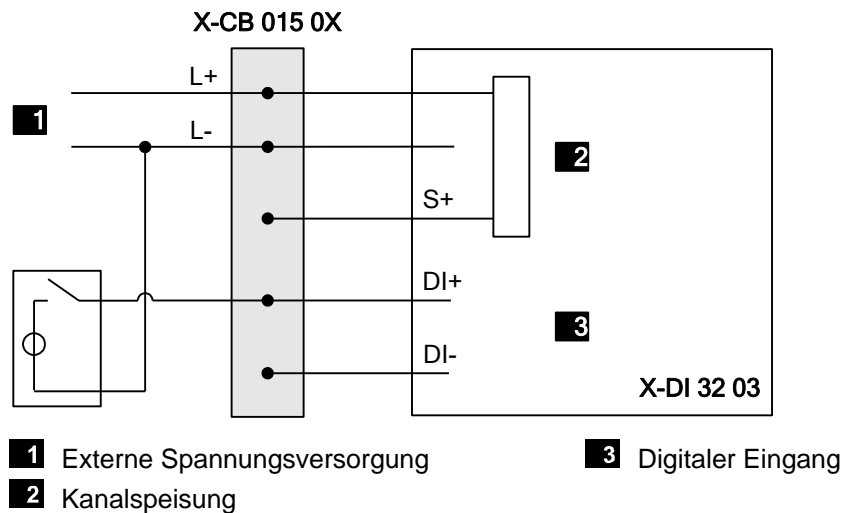 X-CB 015 0X
L+
1
L-
2
S+
DI+
3
DI-
X-DI 32 03
1 Externe Spannungsversorgung
3 Digitaler Eingang
2 Kanalspeisung